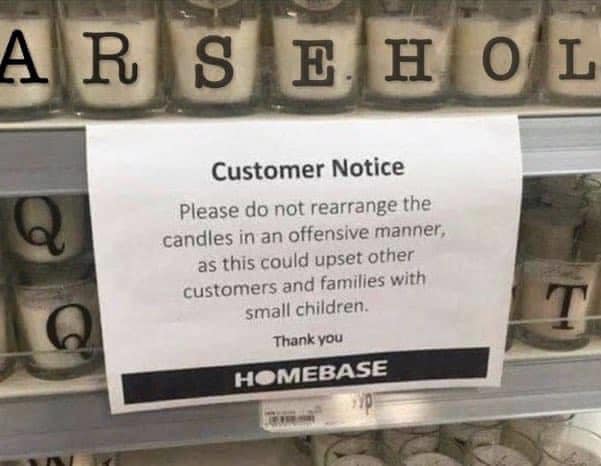 A R S E H O L
Customer Notice
Please do not rearrange the
candles in an offensive manner,
as this could upset other
customers and families with
small children.
Thank you
HOMEBASE
Q
Q
T